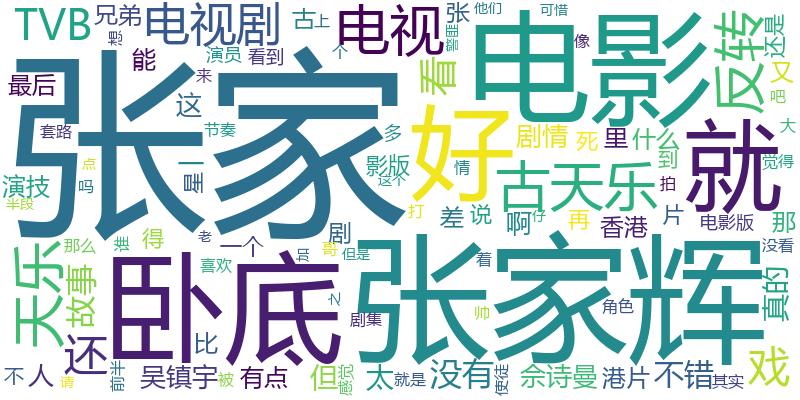 TVB
兄弟
电视剧
古
上
电视
张
他们
可惜
想
演员
看到
个
警匪
像
还是
能
来
最后
这
张家
看
电影
反转
又
吧
套路
节奏
多
好
剧情
死
里
什么
到
大
就
觉得
演技
点
吗
星
一
影版
情
这个
古天乐
拍
半段
打
差
说
啊
仔
再
香港
片
电影版
那
天乐
那么
谁
得
老
一个
剧
哥
但是
故事
喜欢
卧底
张家辉
着
没看
真的
之
帅
角色
还
比
剧集
戏
不
人
请
前半
吴镇宇
被
有点
但
感觉
太
就是
没有
使徒
佘诗曼
港片
不错
其实